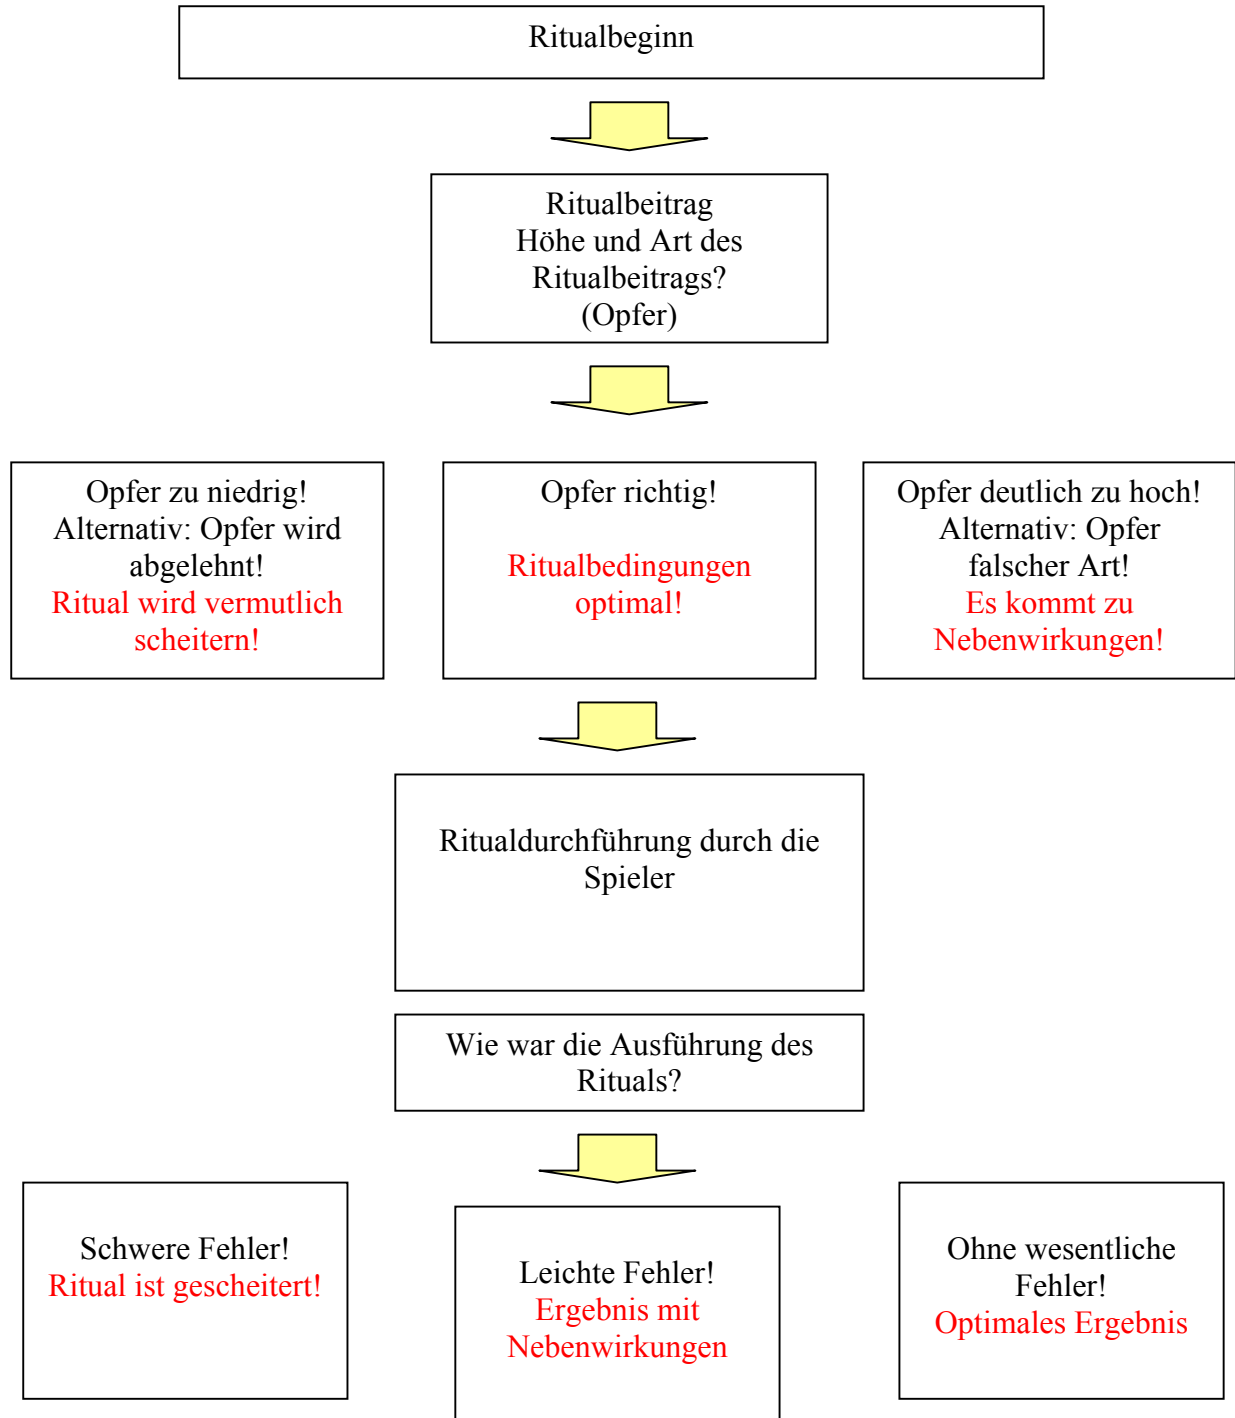 Ritualbeginn
Ritualbeitrag
Höhe und Art des
Ritualbeitrags?
(Opfer)
Opfer zu niedrig!
Alternativ: Opfer wird
abgelehnt!
Ritual wird vermutlich
scheitern!
Opfer richtig!
Ritualbedingungen
optimal!
Opfer deutlich zu hoch!
Alternativ: Opfer
falscher Art!
Es kommt zu
Nebenwirkungen!
Ritualdurchführung durch die
Spieler
Wie war die Ausführung des
Rituals?
Schwere Fehler!
Ritual ist gescheitert!
Leichte Fehler!
Ergebnis mit
Nebenwirkungen
Ohne wesentliche
Fehler!
Optimales Ergebnis